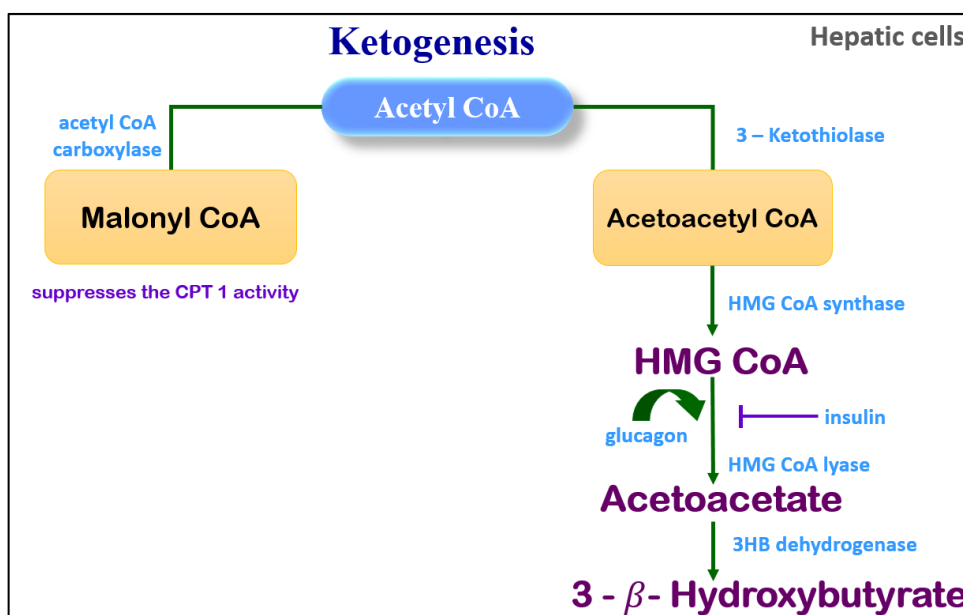 Ketogenesis
Hepatic cells
Acetyl CoA
acetyl CoA
carboxylase
3 – Ketothiolase
Malonyl CoA
Acetoacetyl CoA
suppresses the CPT 1 activity
HMG CoA synthase
HMG CoA
glucagon
insulin
HMG CoA lyase
Acetoacetate
3HB dehydrogenase
3 - β- Hydroxybutyrate